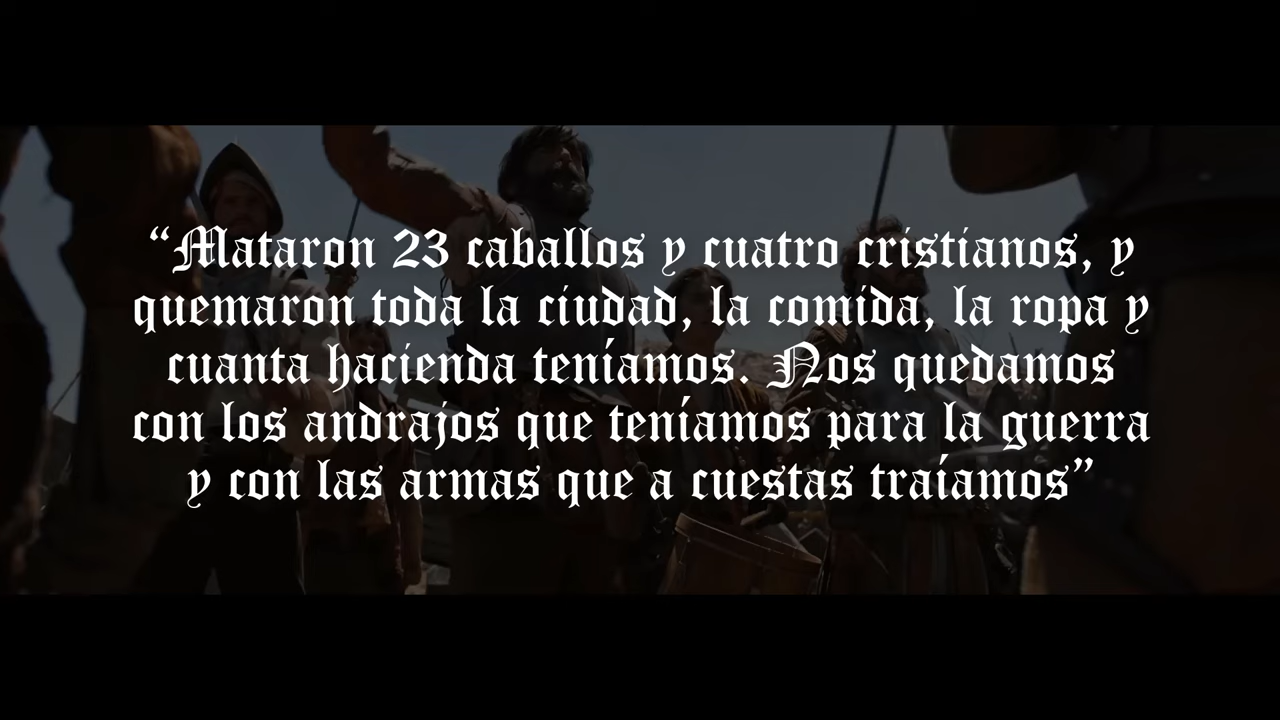 “Mataron 23 caballos y cuatro cristianos, y
quemaron toda la ciudad, la comida, la ropa y
cuanta hacienda teníamos. Nos quedamos
con los andrajos que teníamos para la guerra
y con las armas que a cuestas traíamos”